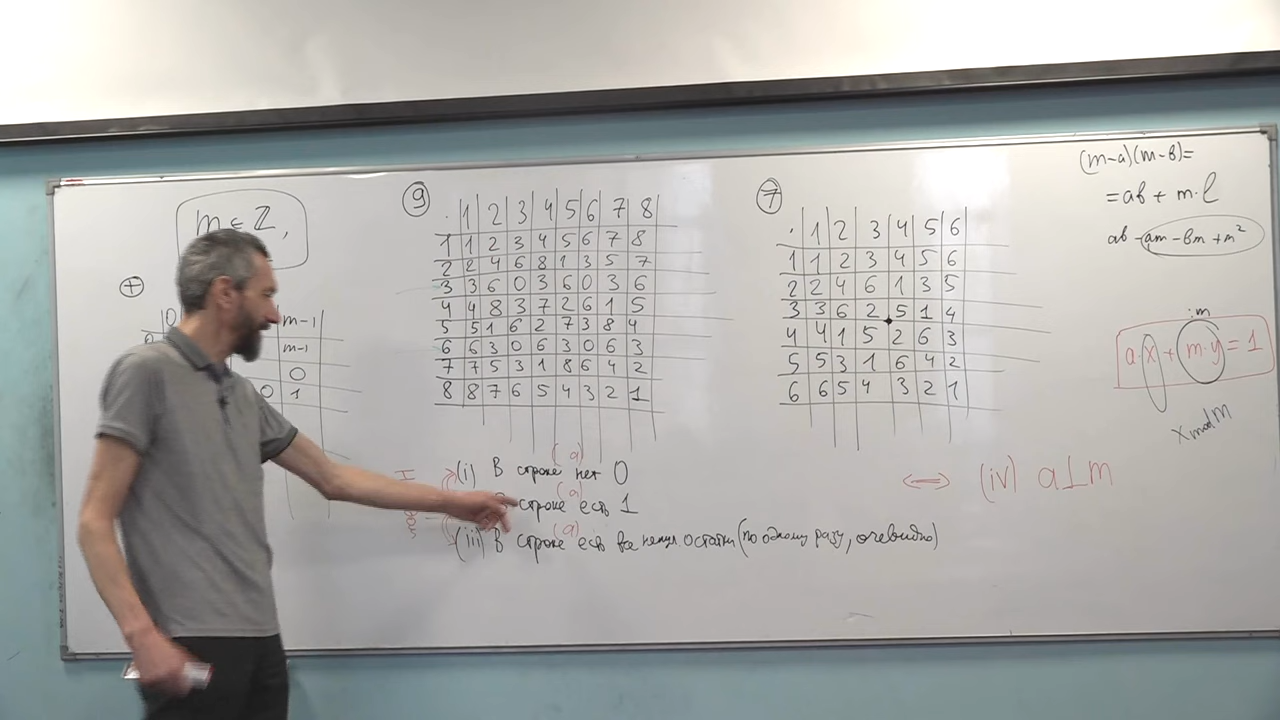 m ∈ ℤ,
⊕
0 m-1
m-1
0
0 1
⑨
· 1 2 3 4 5 6 7 8
1 1 2 3 4 5 6 7 8
2 2 4 6 8 1 3 5 7
3 3 6 0 3 6 0 3 6
4 4 8 3 7 2 6 1 5
5 5 1 6 2 7 3 8 4
6 6 3 0 6 3 0 6 3
7 7 5 3 1 8 6 4 2
8 8 7 6 5 4 3 2 1
⑦
· 1 2 3 4 5 6
1 1 2 3 4 5 6
2 2 4 6 1 3 5
3 3 6 2 5 1 4
4 4 1 5 2 6 3
5 5 3 1 6 4 2
6 6 5 4 3 2 1
(m-a)(m-b)=
=ab + m·l
ab -am-bm+m²
⋮m
a·x + m·y = 1
x mod m
(a)
(i) В строке нет 0
(a)
строке есть 1
(a)
(iii) В строке есть все ненул. остатки (по одному разу, очевидно)
⟷ (iv) a⊥m